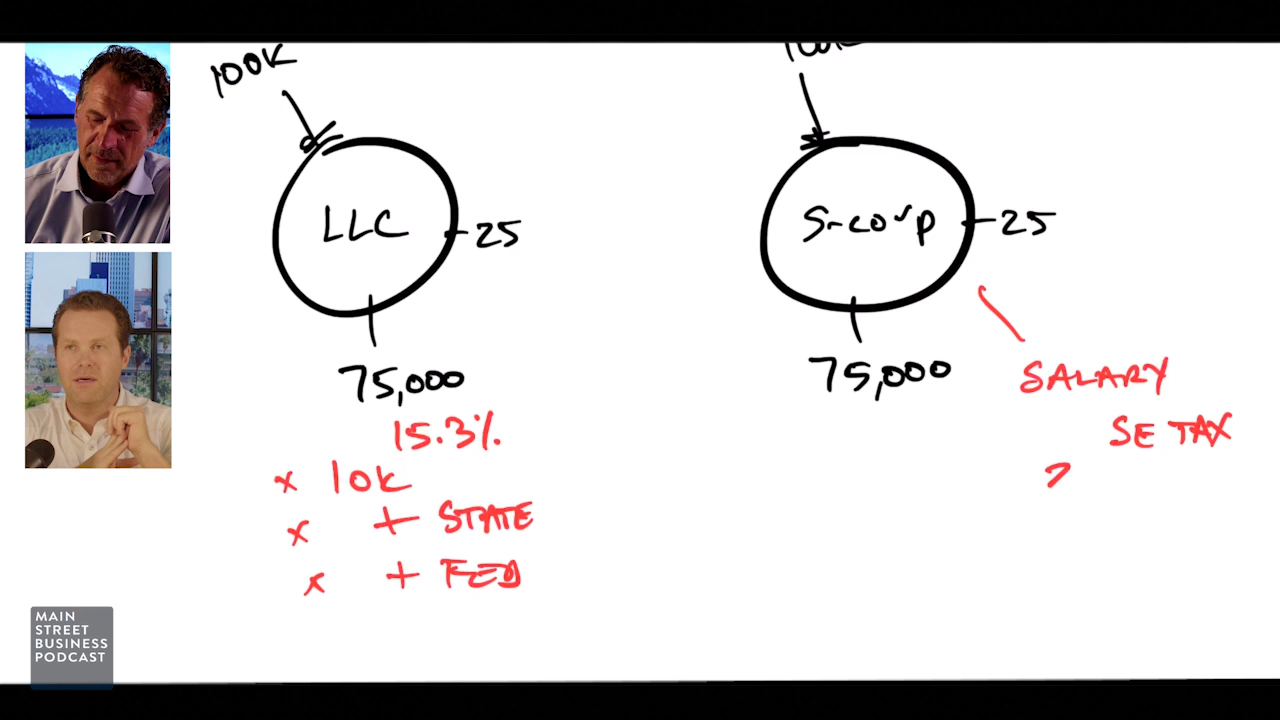 100K
LLC
-25
75,000
15.3%
x 10K
x + STATE
x + FED
100K
S-corp
-25
75,000
SALARY
SE TAX
MAIN
STREET
BUSINESS
PODCAST